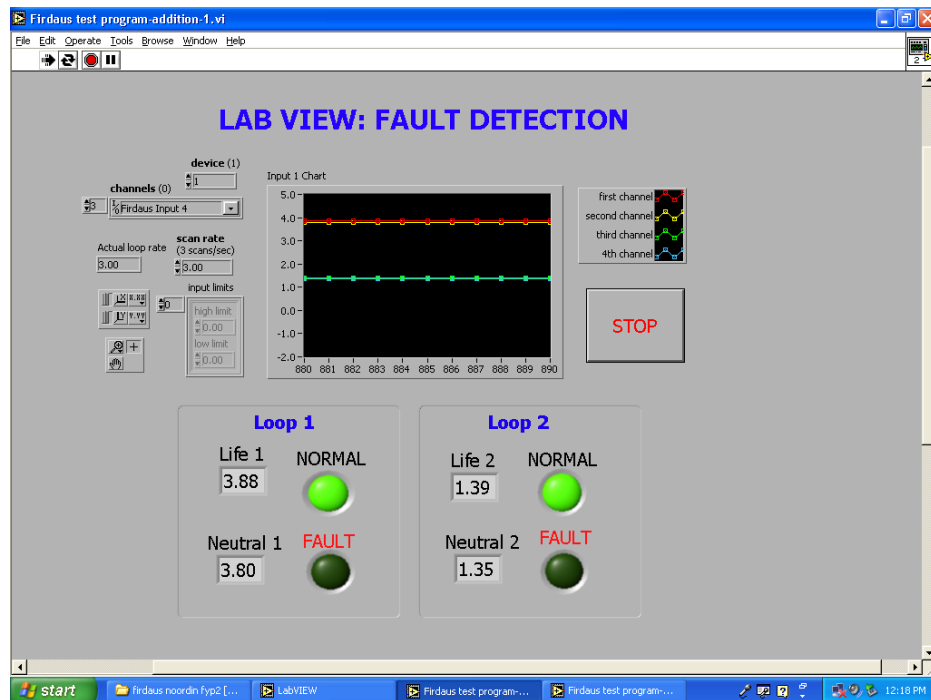 Firdaus test program-addition-1.vi
File Edit Operate Tools Browse Window Help
2
LAB VIEW: FAULT DETECTION
device (1)
1
channels (0)
3
Firdaus Input 4
Actual loop rate
3.00
scan rate
(3 scans/sec)
3.00
input limits
0
high limit
0.00
low limit
0.00
Input 1 Chart
5.0
4.0
3.0
2.0
1.0
0.0
-1.0
-2.0
880 881 882 883 884 885 886 887 888 889 890
first channel
second channel
third channel
4th channel
STOP
Loop 1
Life 1
3.88
NORMAL
Neutral 1
3.80
FAULT
Loop 2
Life 2
1.39
NORMAL
Neutral 2
1.35
FAULT
start
firdaus noordin fyp2 [...
LabVIEW
Firdaus test program-...
Firdaus test program-...
12:18 PM